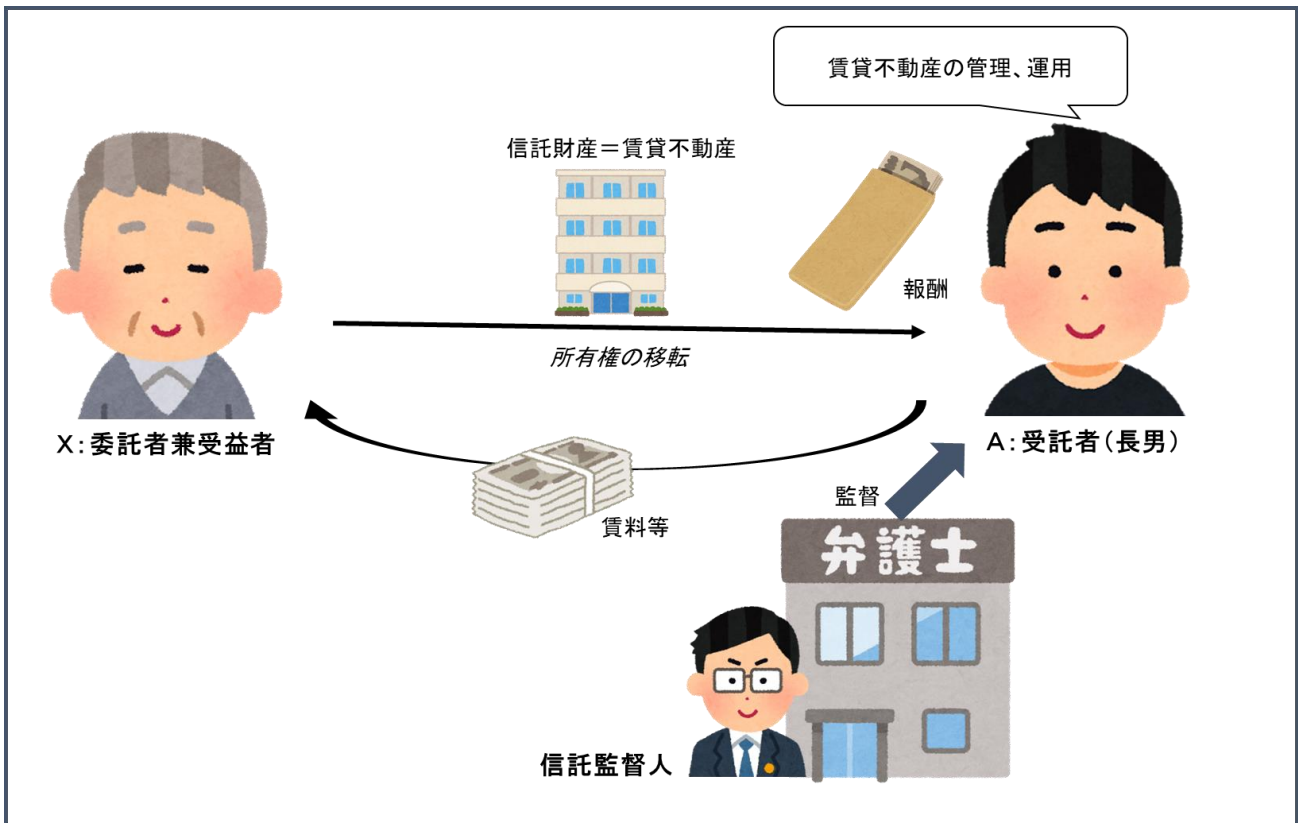 賃貸不動産の管理、運用
信託財産＝賃貸不動産
報酬
所有権の移転
X：委託者兼受益者
A：受託者（長男）
監督
賃料等
弁護士
信託監督人